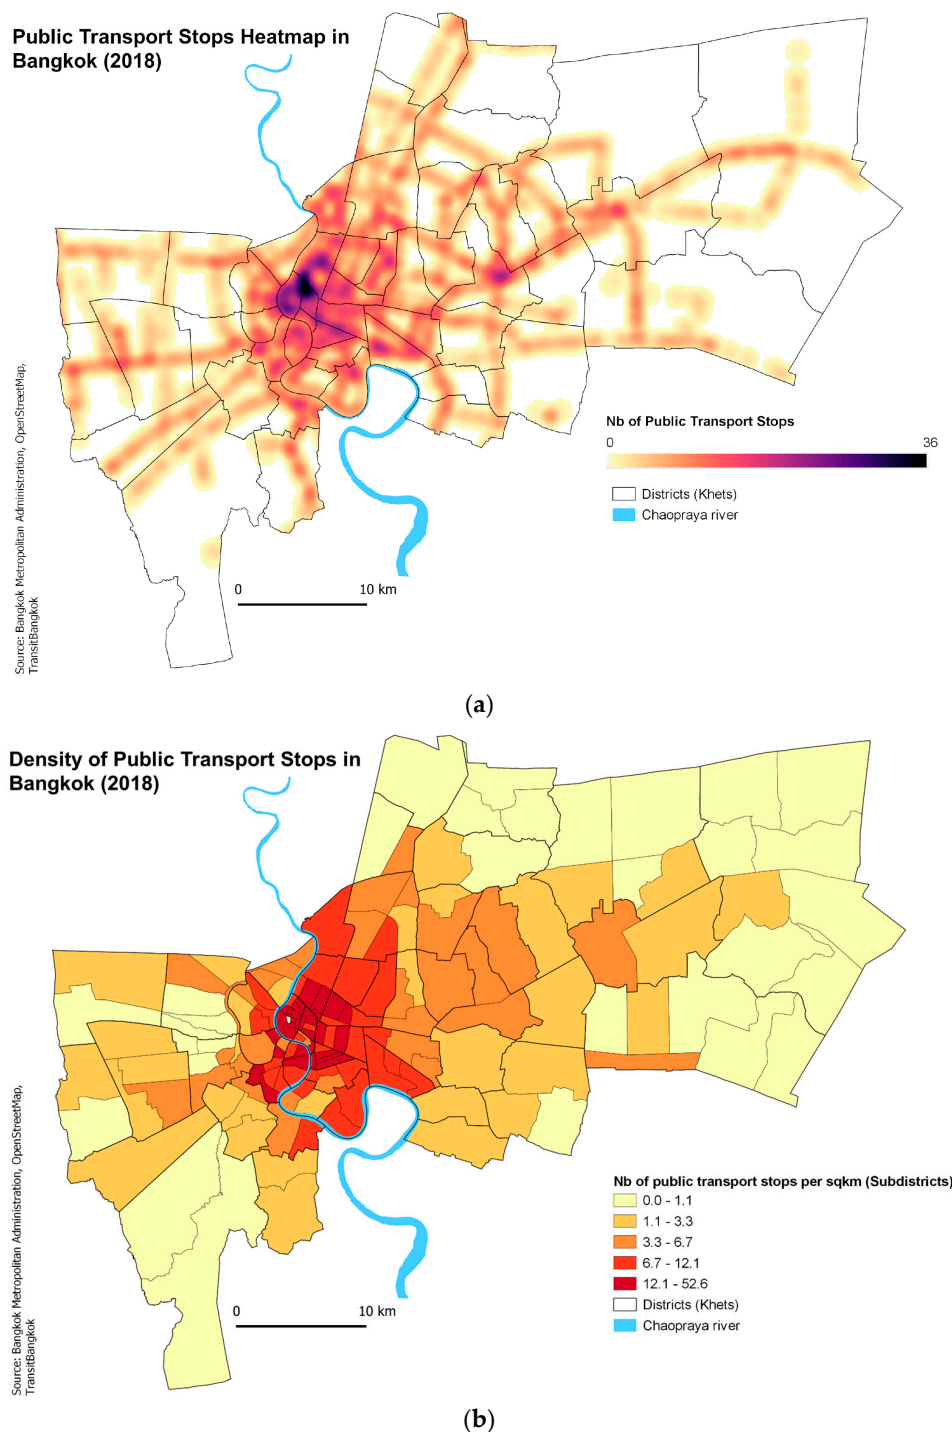 Public Transport Stops Heatmap in
Bangkok (2018)
Nb of Public Transport Stops
0 36
Districts (Khets)
Chaopraya river
0 10 km
Source: Bangkok Metropolitan Administration, OpenStreetMap,
TransitBangkok
(a)
Density of Public Transport Stops in
Bangkok (2018)
Nb of public transport stops per sqkm (Subdistricts)
0.0 - 1.1
1.1 - 3.3
3.3 - 6.7
6.7 - 12.1
12.1 - 52.6
Districts (Khets)
Chaopraya river
0 10 km
Source: Bangkok Metropolitan Administration, OpenStreetMap,
TransitBangkok
(b)